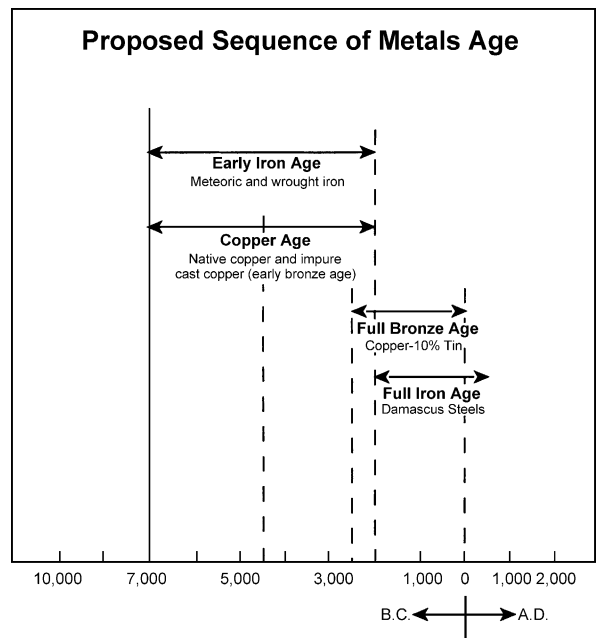 Proposed Sequence of Metals Age
Early Iron Age
Meteoric and wrought iron
Copper Age
Native copper and impure
cast copper (early bronze age)
Full Bronze Age
Copper-10% Tin
Full Iron Age
Damascus Steels
10,000 7,000 5,000 3,000 1,000 0 1,000 2,000
B.C. A.D.